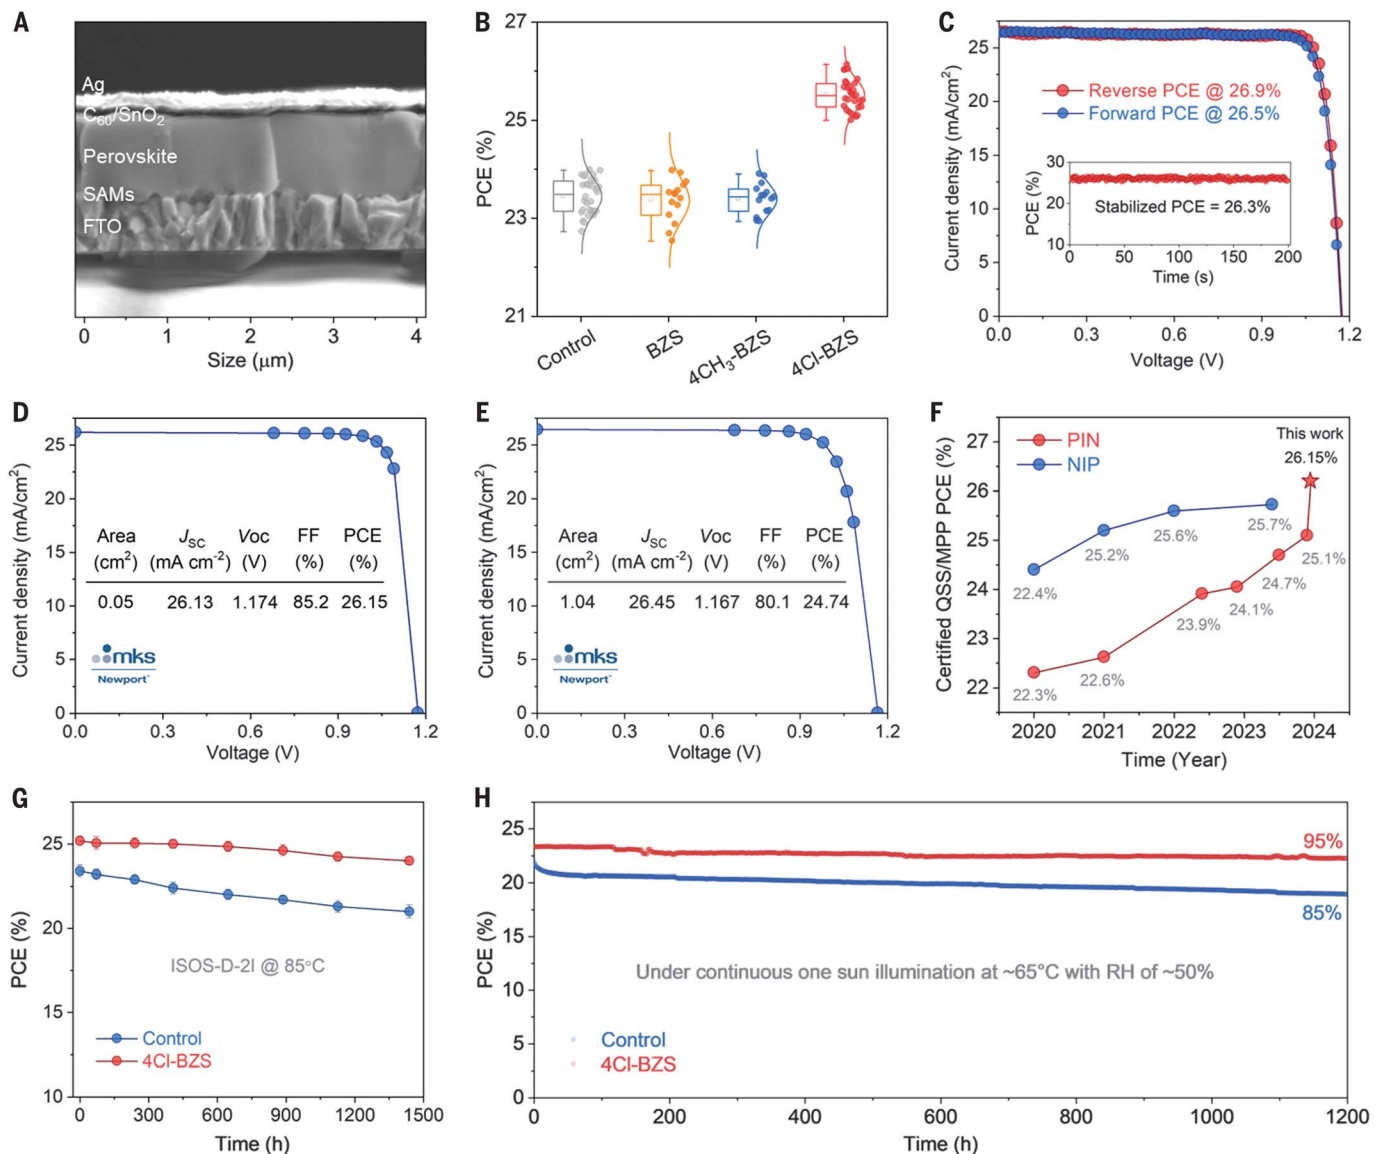 A
Ag
C60/SnO2
Perovskite
SAMs
FTO
0 1 2 3 4
Size (μm)
B
27
25
23
21
PCE (%)
Control
BZS
4CH3-BZS
4Cl-BZS
C
25
20
15
10
5
0
Current density (mA/cm2)
Reverse PCE @ 26.9%
Forward PCE @ 26.5%
30
20
10
PCE (%)
Stabilized PCE = 26.3%
0 50 100 150 200
Time (s)
0.0 0.3 0.6 0.9 1.2
Voltage (V)
D
25
20
15
10
5
0
Current density (mA/cm2)
Area JSC Voc FF PCE
(cm2) (mA cm-2) (V) (%) (%)
0.05 26.13 1.174 85.2 26.15
mks
Newport™
0.0 0.3 0.6 0.9 1.2
Voltage (V)
E
25
20
15
10
5
0
Current density (mA/cm2)
Area JSC Voc FF PCE
(cm2) (mA cm-2) (V) (%) (%)
1.04 26.45 1.167 80.1 24.74
mks
Newport™
0.0 0.3 0.6 0.9 1.2
Voltage (V)
F
27
26
25
24
23
22
Certified QSS/MPP PCE (%)
PIN
NIP
This work
26.15%
22.4%
25.2%
25.6%
25.7%
25.1%
24.7%
24.1%
23.9%
22.6%
22.3%
2020 2021 2022 2023 2024
Time (Year)
G
25
20
15
10
PCE (%)
ISOS-D-2I @ 85°C
Control
4Cl-BZS
0 300 600 900 1200 1500
Time (h)
H
25
20
15
10
5
0
PCE (%)
95%
85%
Under continuous one sun illumination at ~65°C with RH of ~50%
Control
4Cl-BZS
0 200 400 600 800 1000 1200
Time (h)